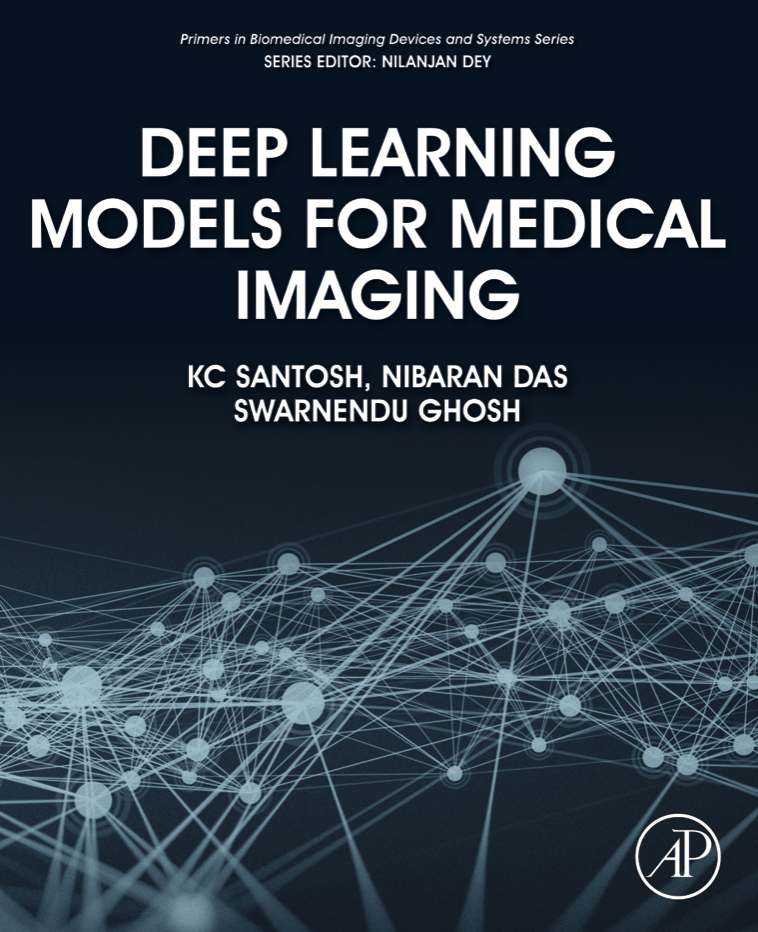 Primers in Biomedical Imaging Devices and Systems Series
SERIES EDITOR: NILANJAN DEY
DEEP LEARNING
MODELS FOR MEDICAL
IMAGING
KC SANTOSH, NIBARAN DAS
SWARNENDU GHOSH
AP